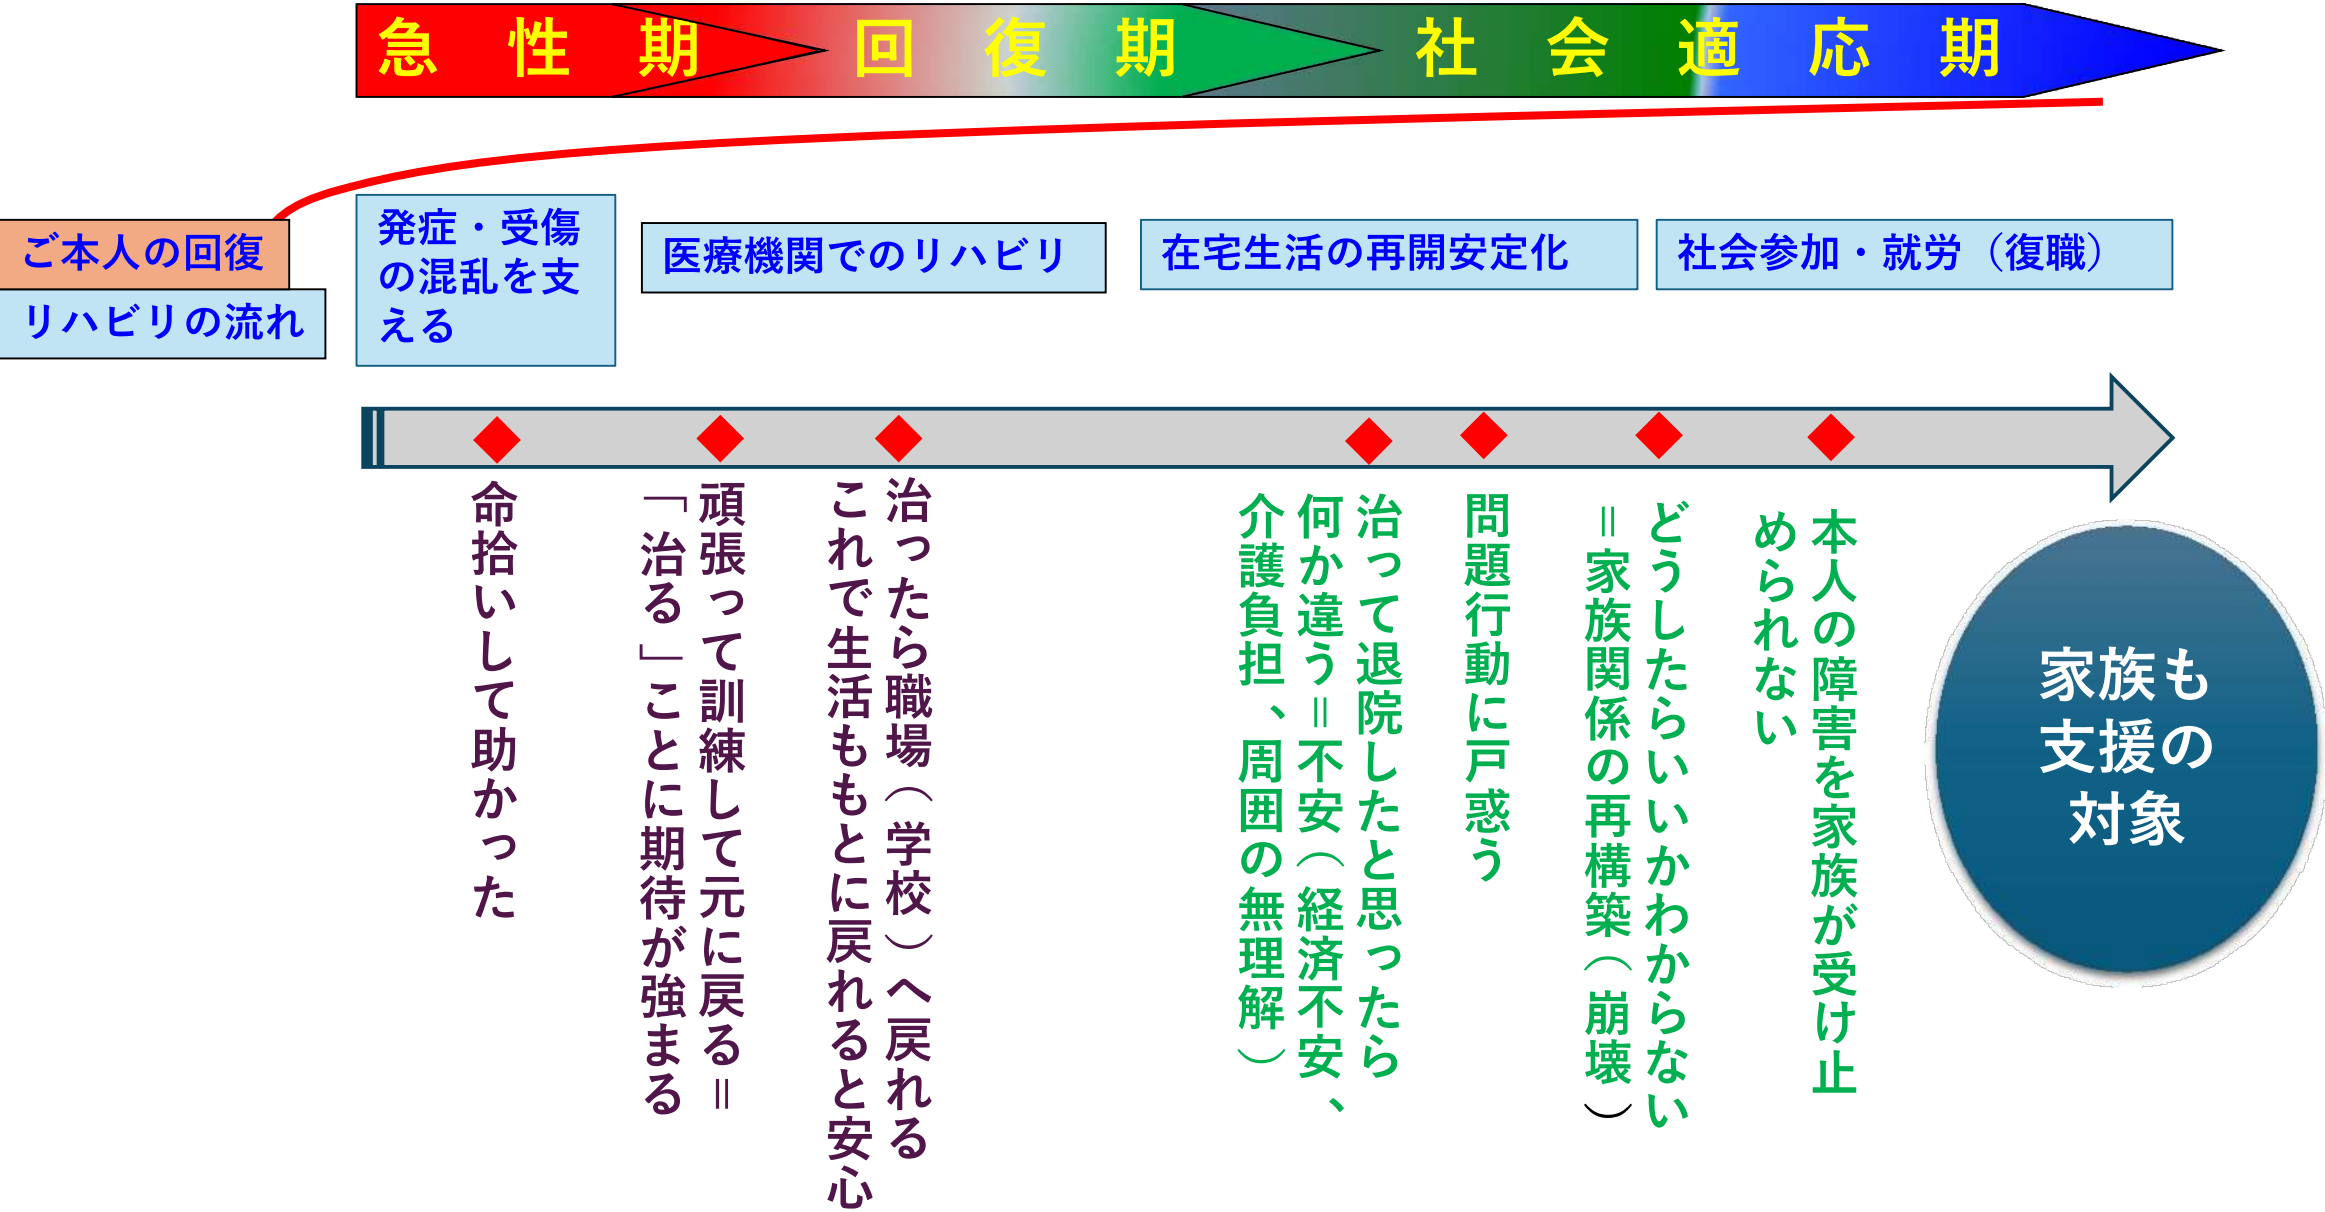 急性期
回復期
社会適応期
ご本人の回復
リハビリの流れ
発症・受傷
の混乱を支
える
医療機関でのリハビリ
在宅生活の再開安定化
社会参加・就労（復職）
命拾いして助かった
頑張って訓練して元に戻る＝
「治る」ことに期待が強まる
治ったら職場（学校）へ戻れる
これで生活ももとに戻れると安心
治って退院したと思ったら
何か違う＝不安（経済不安、
介護負担、周囲の無理解）
問題行動に戸惑う
どうしたらいいかわからない
＝家族関係の再構築（崩壊）
本人の障害を家族が受け止
められない
家族も
支援の
対象